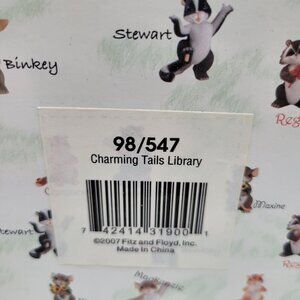 Stewart
Binkey
98/547
Charming Tails Library
7 42414 31900 1
©2007 Fitz and Floyd, Inc.
Made In China
Maxine
Stewart
Mackenzie